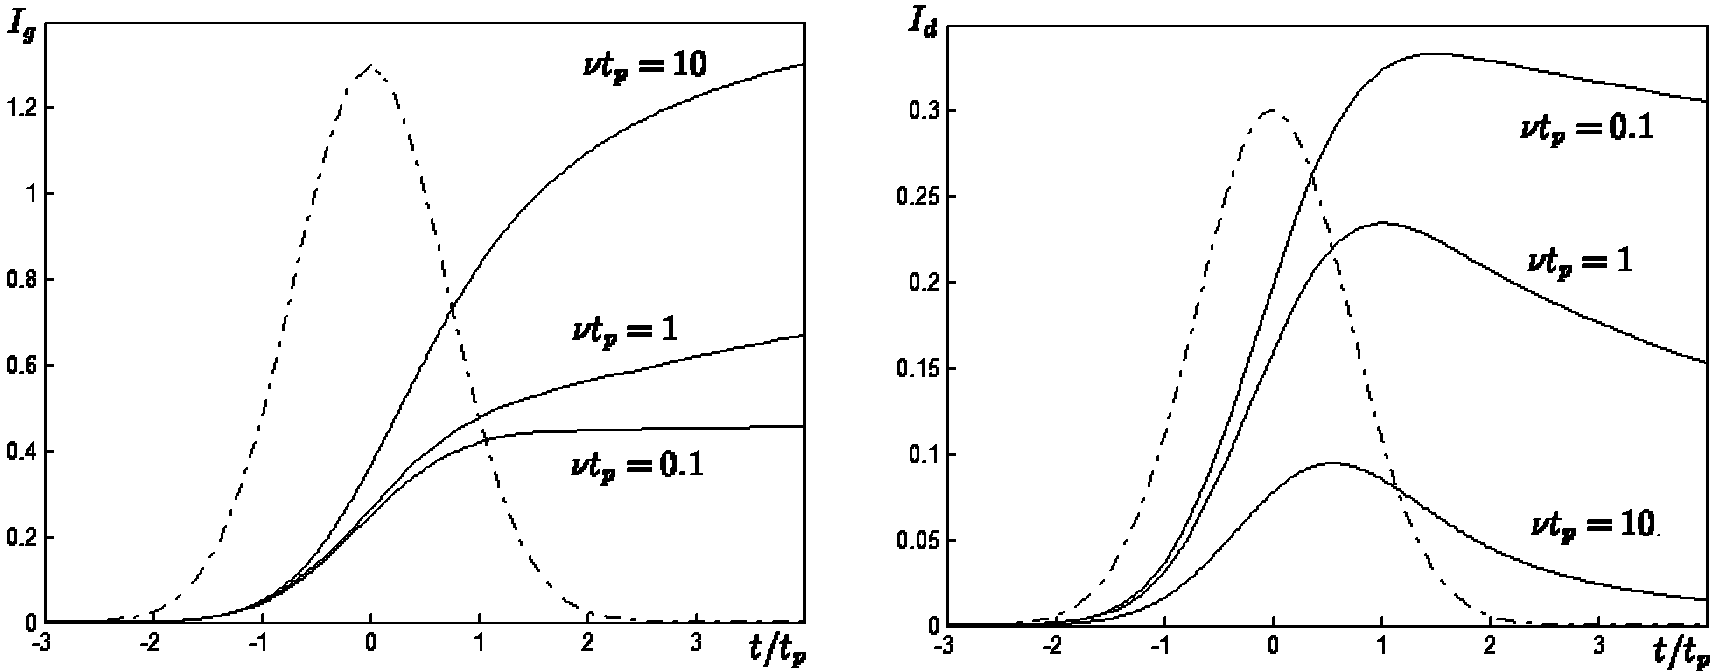 I_g
1.2
1
0.8
0.6
0.4
0.2
0
-3 -2 -1 0 1 2 3 t/t_p
νt_p = 10
νt_p = 1
νt_p = 0.1
I_d
0.3
0.25
0.2
0.15
0.1
0.05
0
-3 -2 -1 0 1 2 3 t/t_p
νt_p = 0.1
νt_p = 1
νt_p = 10